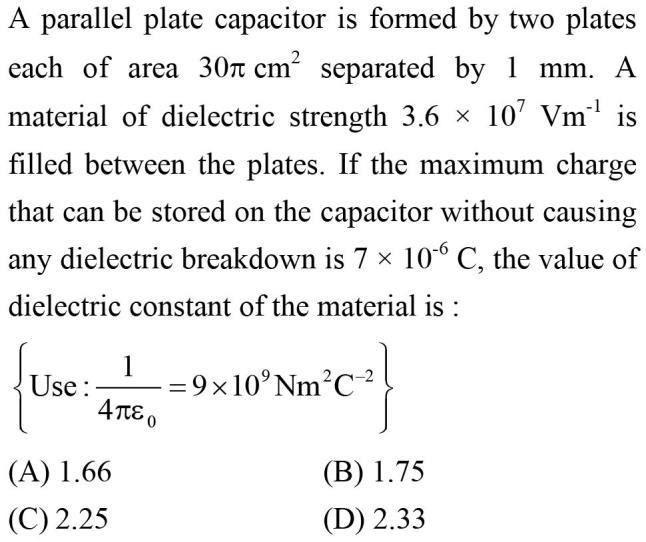 A parallel plate capacitor is formed by two plates
each of area 30π cm² separated by 1 mm. A
material of dielectric strength 3.6 × 10⁷ Vm⁻¹ is
filled between the plates. If the maximum charge
that can be stored on the capacitor without causing
any dielectric breakdown is 7 × 10⁻⁶ C, the value of
dielectric constant of the material is :
{Use : 1/(4πε₀) = 9×10⁹ Nm²C⁻²}
(A) 1.66 (B) 1.75
(C) 2.25 (D) 2.33